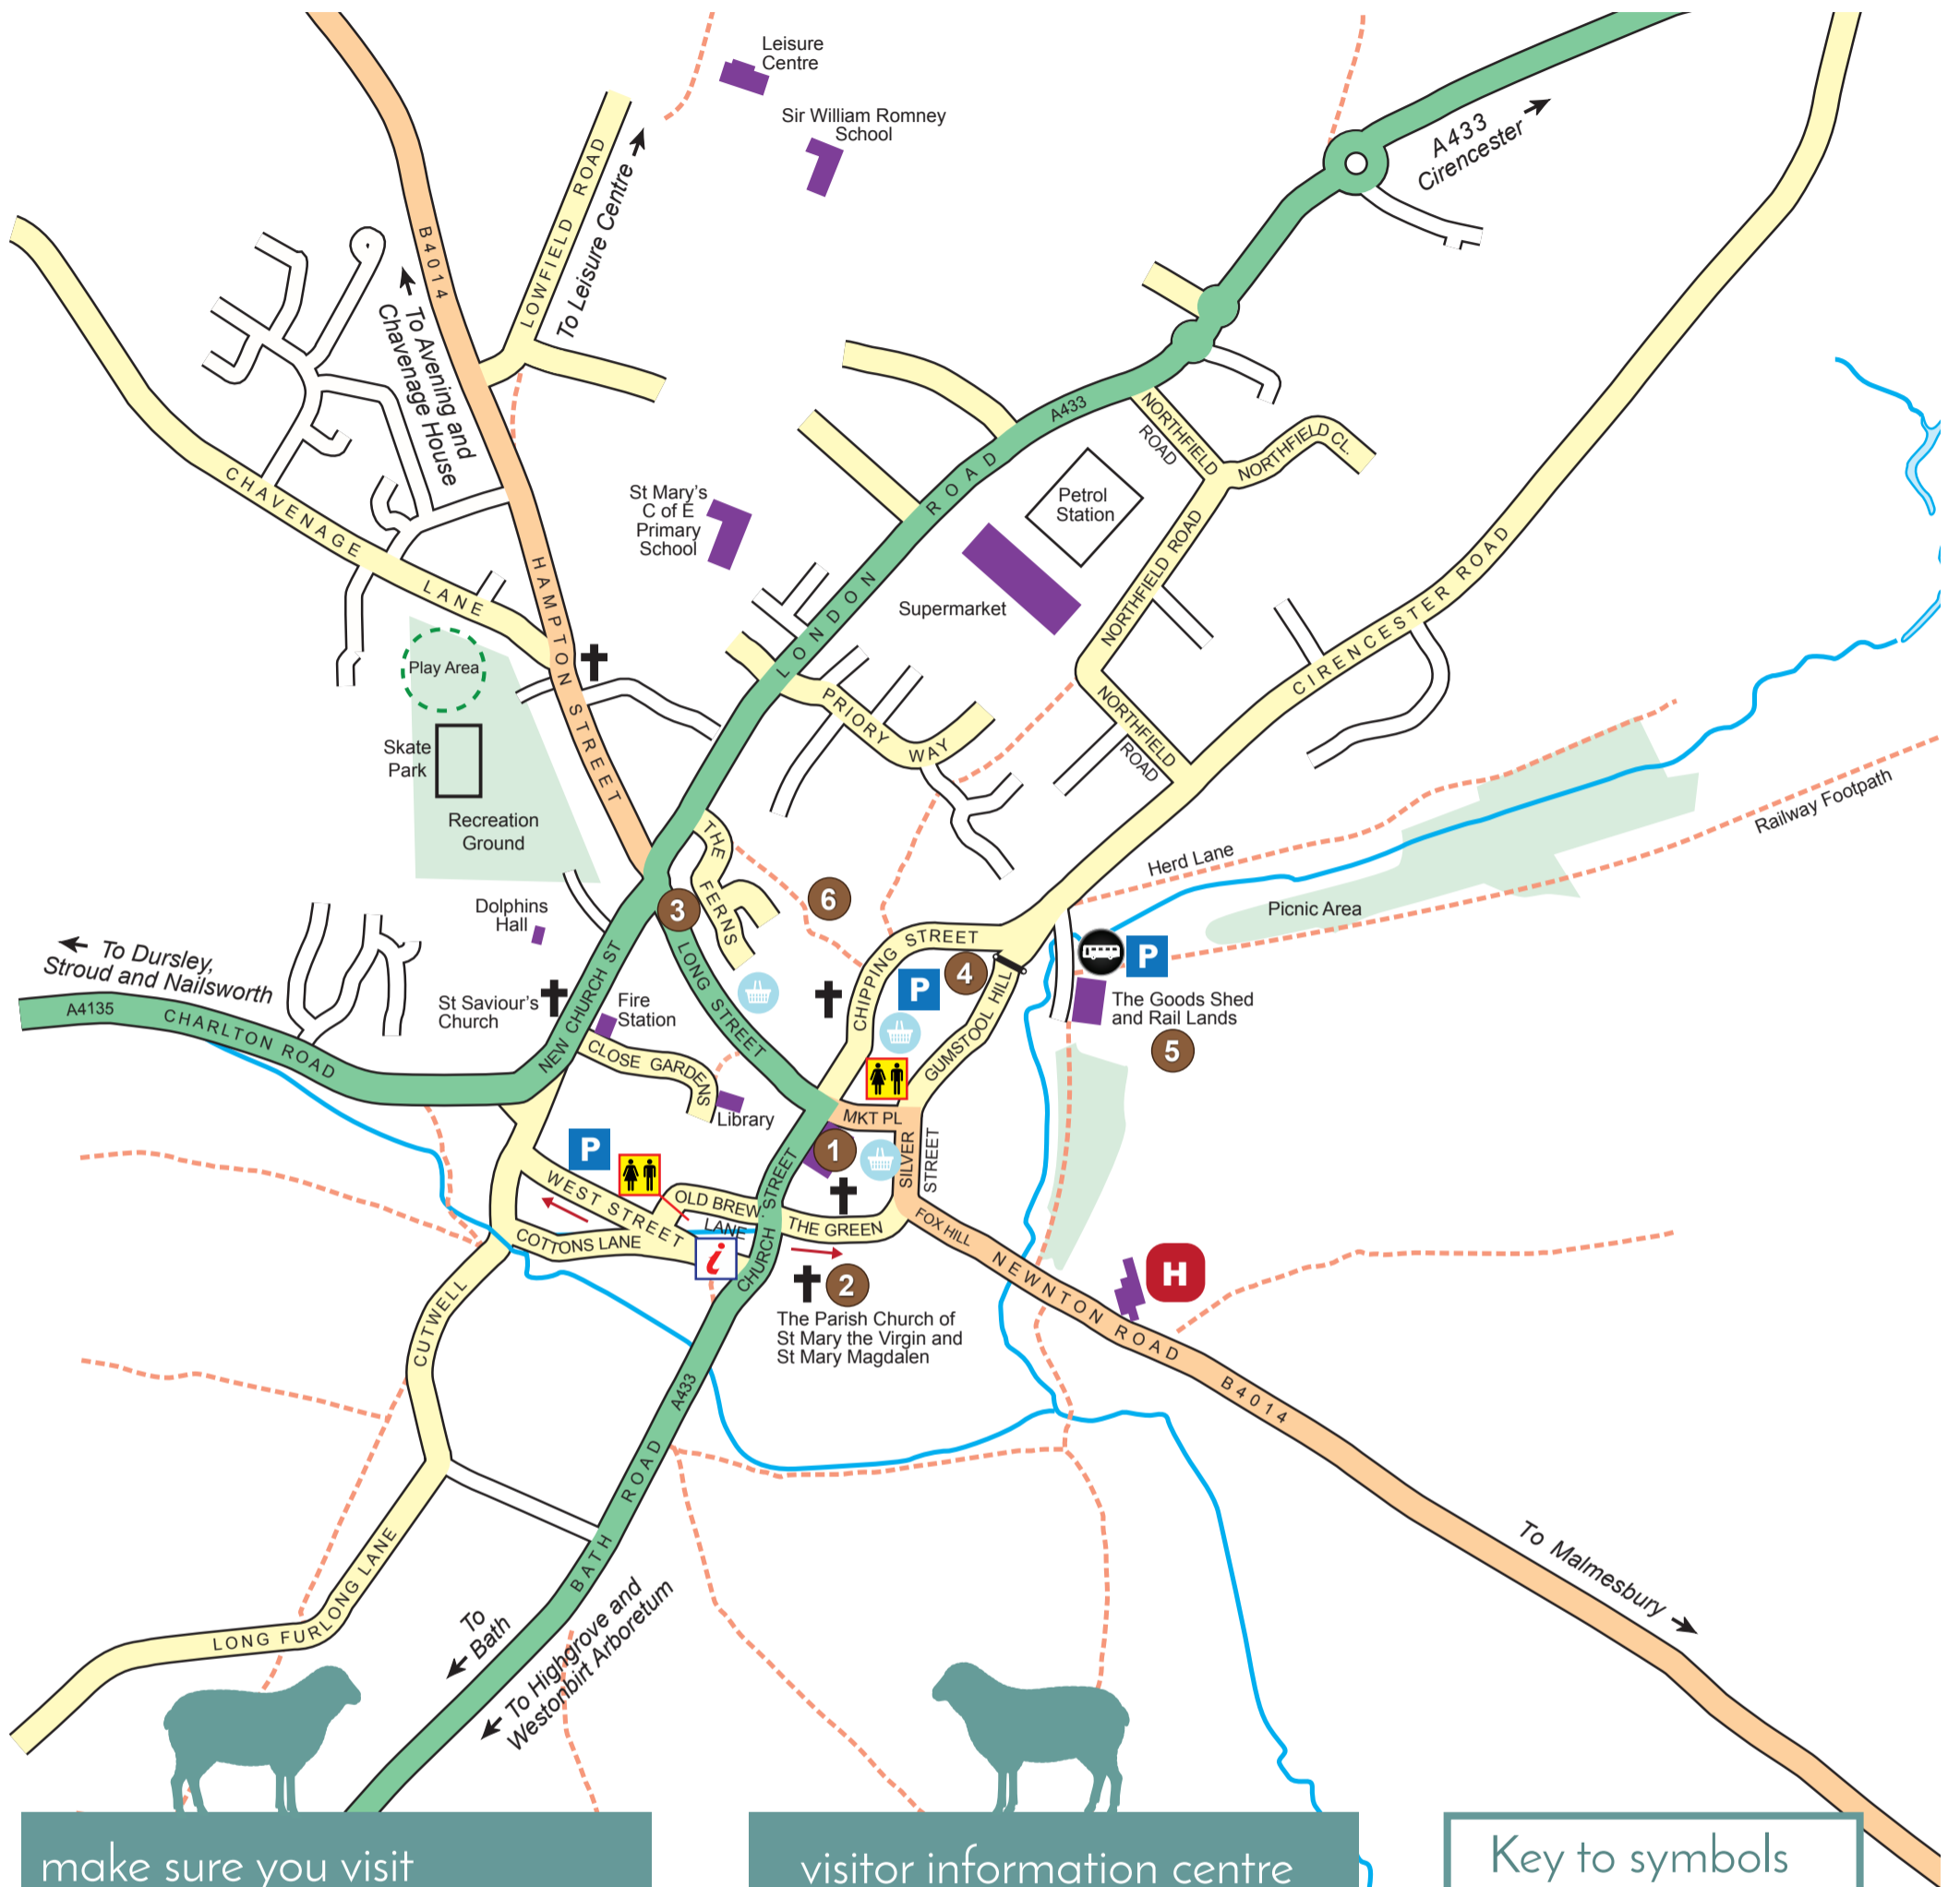 Leisure
Centre
Sir William Romney
School
A433
Cirencester
B4014
LOWFIELD ROAD
To Leisure Centre
To Avening and
Chavenage House
CHAVENAGE LANE
HAMPTON STREET
St Mary's
C of E
Primary
School
LONDON ROAD
A433
NORTHFIELD
ROAD
NORTHFIELD CL.
Petrol
Station
Supermarket
NORTHFIELD ROAD
NORTHFIELD
ROAD
CIRENCESTER ROAD
Play Area
Skate
Park
Recreation
Ground
PRIORY WAY
THE FERNS
Herd Lane
Railway Footpath
Picnic Area
Dolphins
Hall
3
6
To Dursley,
Stroud and Nailsworth
A4135
CHARLTON ROAD
St Saviour's
Church
NEW CHURCH ST
Fire
Station
LONG STREET
CHIPPING STREET
P
4
GUMSTOOL HILL
P
The Goods Shed
and Rail Lands
5
CLOSE GARDENS
Library
MKT PL
1
SILVER
STREET
P
WEST STREET
OLD BREW
LANE
THE GREEN
COTTONS LANE
i
CHURCH STREET
FOX HILL
NEWNTON ROAD
H
2
The Parish Church of
St Mary the Virgin and
St Mary Magdalen
CUTWELL
A433
BATH ROAD
B4014
LONG FURLONG LANE
To
Bath
To Highgrove and
Westonbirt Arboretum
To Malmesbury
make sure you visit
visitor information centre
Key to symbols